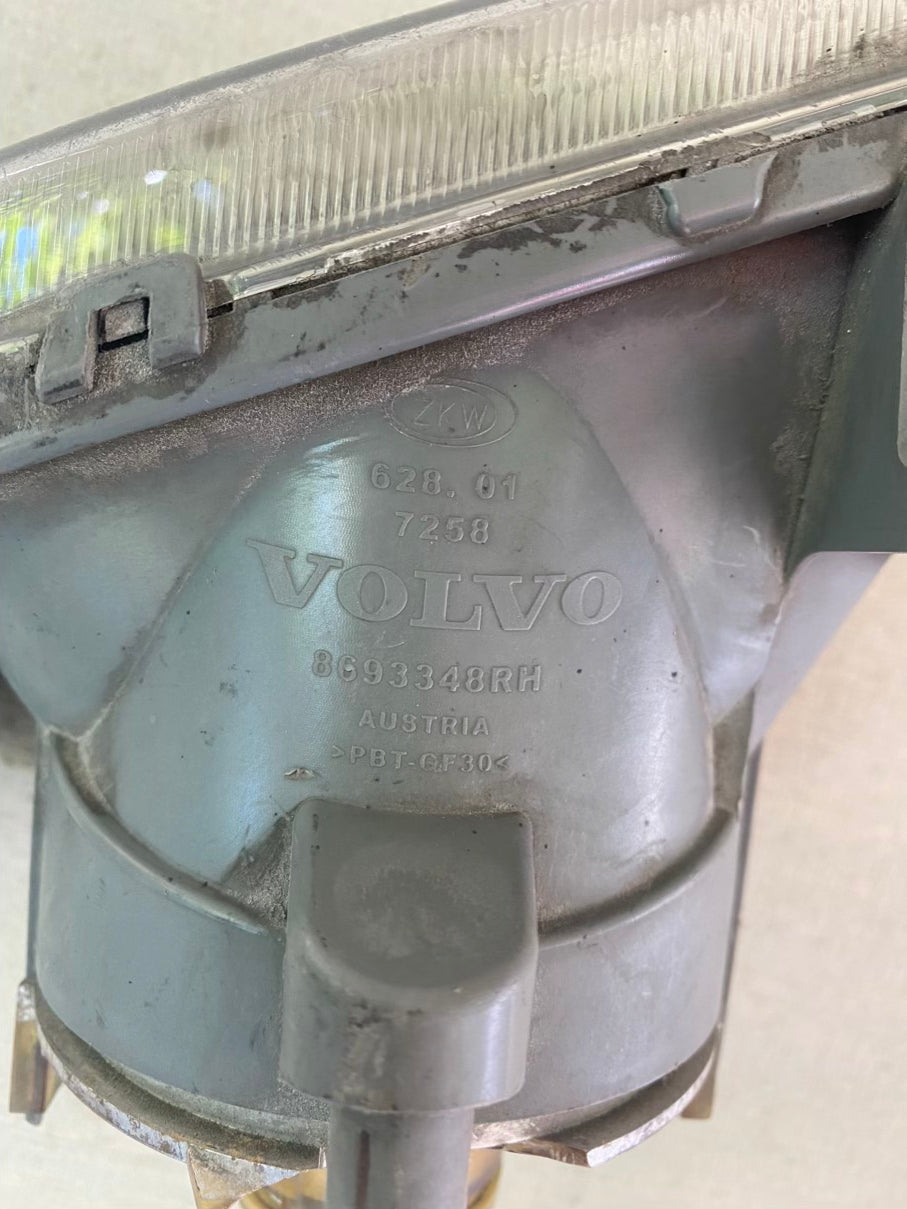 ZKW
628. 01
7258
VOLVO
8693348RH
AUSTRIA
>PBT-GF30<